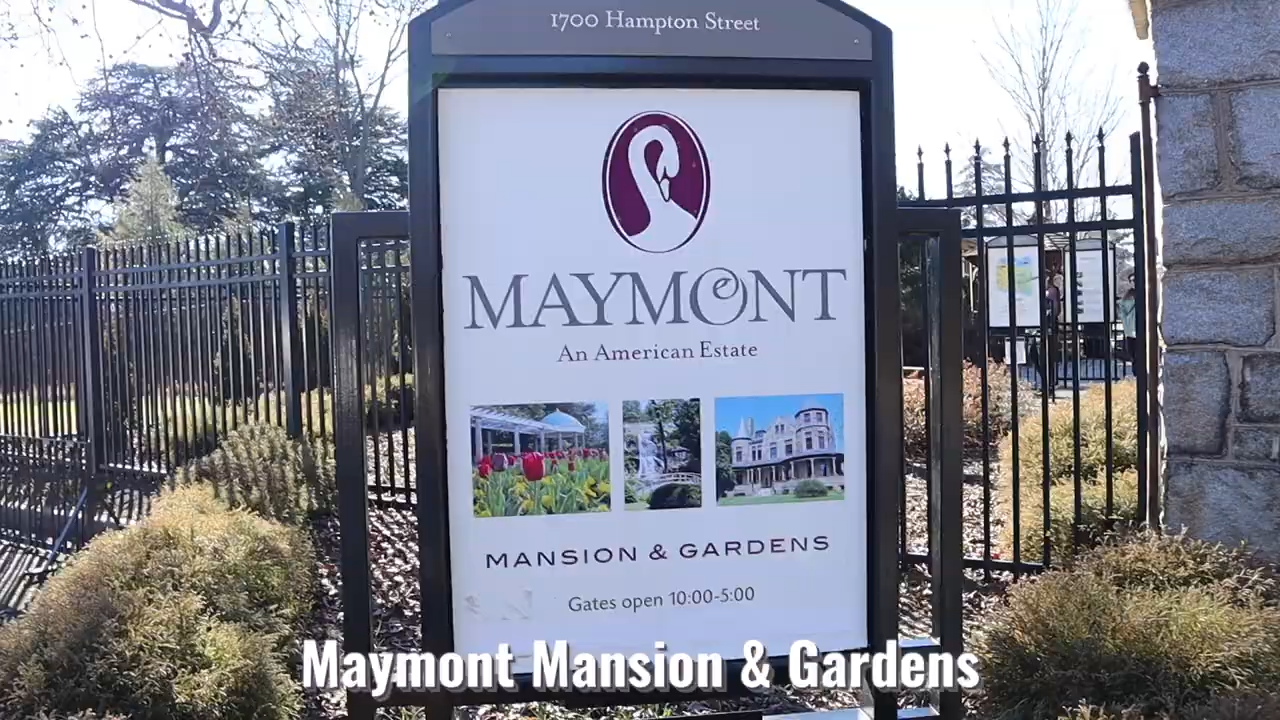 1700 Hampton Street
MAYMONT
An American Estate
MANSION & GARDENS
Gates open 10:00-5:00
Maymont Mansion & Gardens